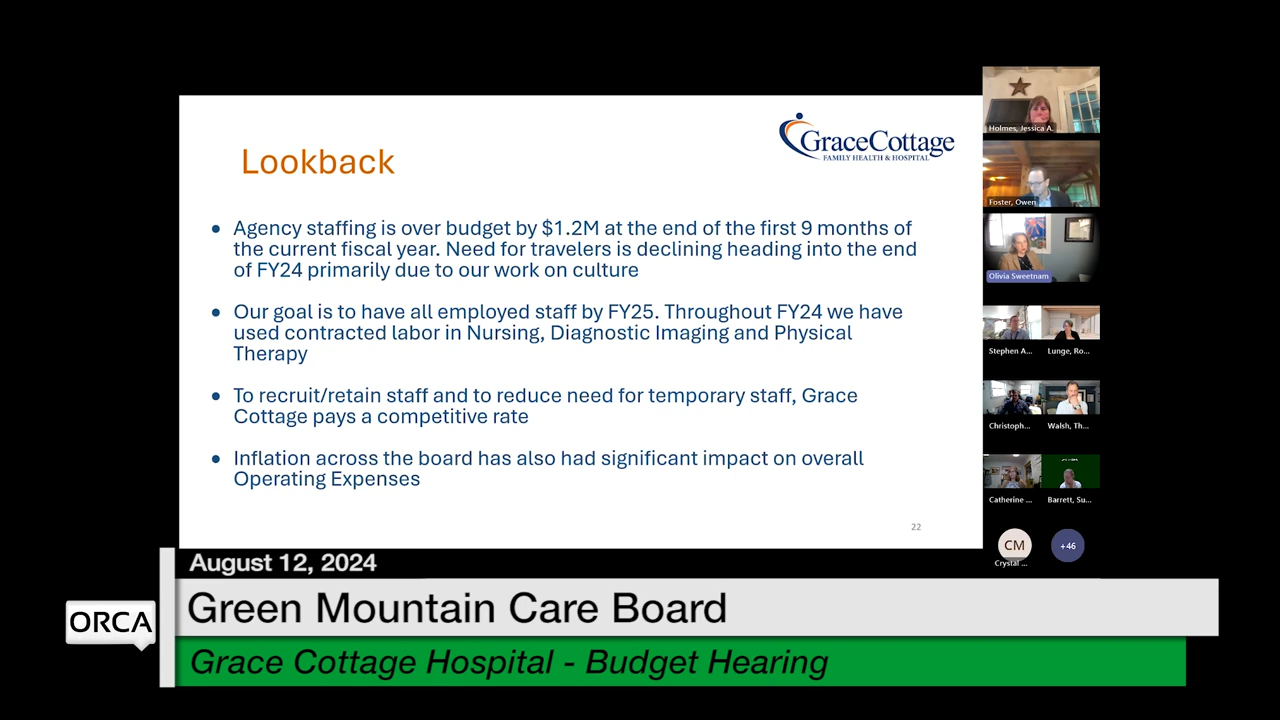 GraceCottage
FAMILY HEALTH & HOSPITAL
Lookback
• Agency staffing is over budget by $1.2M at the end of the first 9 months of
the current fiscal year. Need for travelers is declining heading into the end
of FY24 primarily due to our work on culture
• Our goal is to have all employed staff by FY25. Throughout FY24 we have
used contracted labor in Nursing, Diagnostic Imaging and Physical
Therapy
• To recruit/retain staff and to reduce need for temporary staff, Grace
Cottage pays a competitive rate
• Inflation across the board has also had significant impact on overall
Operating Expenses
22
Holmes, Jessica A.
Foster, Owen
Olivia Sweetnam
Stephen A...
Lunge, Ro...
Christoph...
Walsh, Th...
Catherine ...
Barrett, Su...
CM
+46
Crystal ...
August 12, 2024
ORCA
Green Mountain Care Board
Grace Cottage Hospital - Budget Hearing